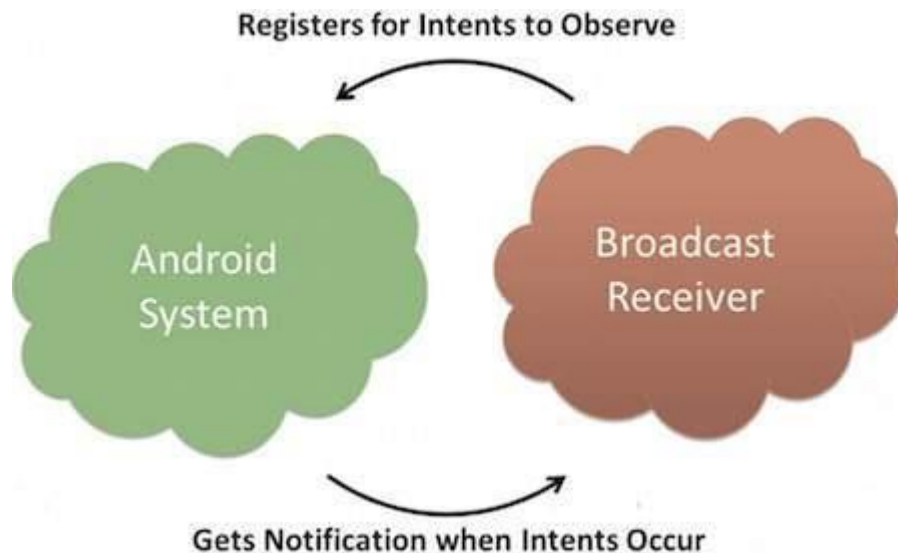 Registers for Intents to Observe
Android
System
Broadcast
Receiver
Gets Notification when Intents Occur